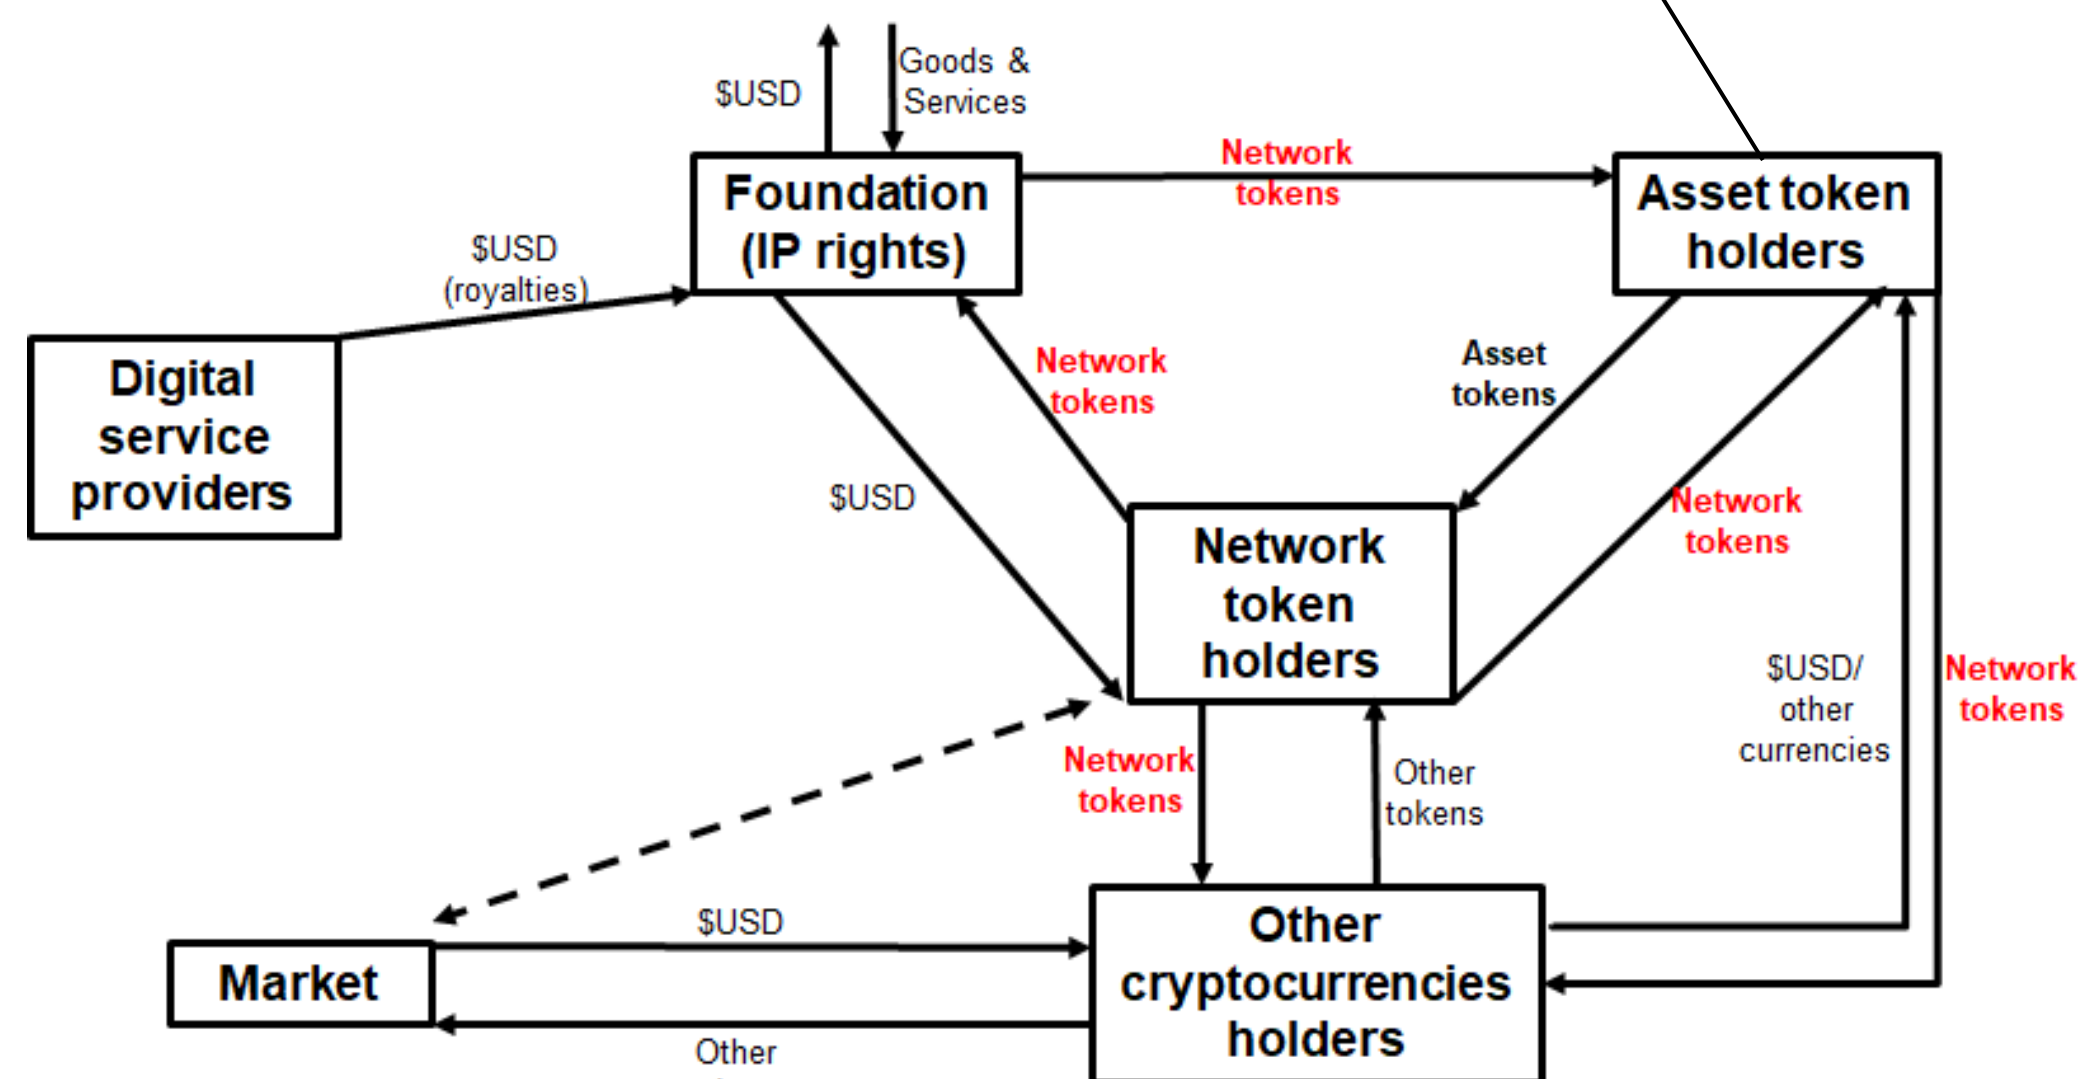 Goods &
Services
$USD
Network
tokens
Foundation
(IP rights)
Asset token
holders
$USD
(royalties)
Digital
service
providers
Network
tokens
Asset
tokens
$USD
Network
tokens
Network
token
holders
$USD/
other
currencies
Network
tokens
Network
tokens
Other
tokens
$USD
Market
Other
cryptocurrencies
holders
Other